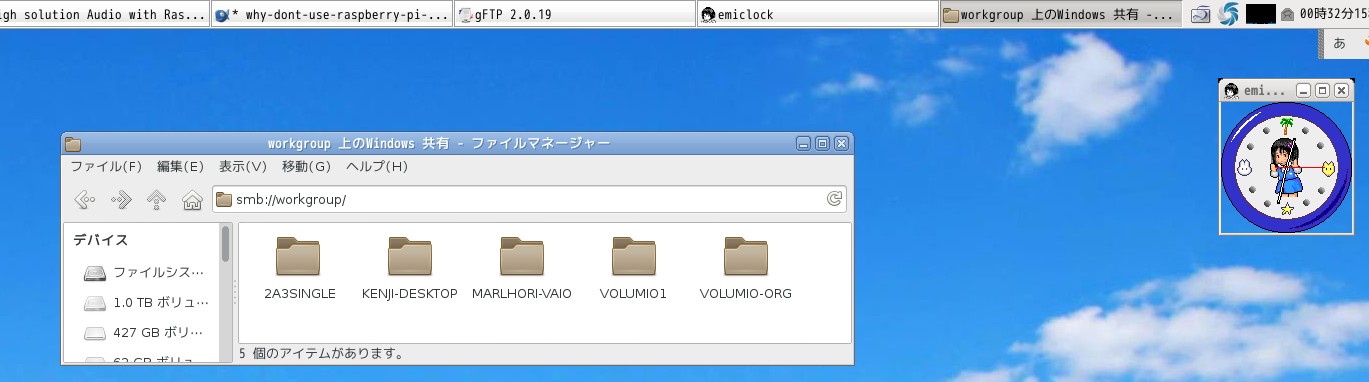 igh solution Audio with Ras...
* why-dont-use-raspberry-pi-...
gFTP 2.0.19
emiclock
workgroup 上のWindows 共有 -...
00時32分15
あ
emi...
workgroup 上のWindows 共有 - ファイルマネージャー
ファイル(F) 編集(E) 表示(V) 移動(G) ヘルプ(H)
smb://workgroup/
デバイス
ファイルシス…
1.0 TB ボリュ…
427 GB ボリ…
62 GB ボリュ…
2A3SINGLE
KENJI-DESKTOP
MARLHORI-VAIO
VOLUMIO1
VOLUMIO-ORG
5 個のアイテムがあります。